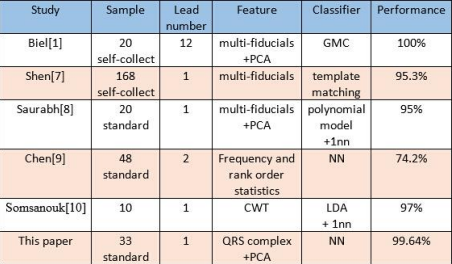 Study Sample Lead number Feature Classifier Performance
Biel[1] 20 self-collect 12 multi-fiducials +PCA GMC 100%
Shen[7] 168 self-collect 1 multi-fiducials template matching 95.3%
Saurabh[8] 20 standard 1 multi-fiducials +PCA polynomial model +1nn 95%
Chen[9] 48 standard 2 Frequency and rank order statistics NN 74.2%
Somsanouk[10] 10 1 CWT LDA + 1nn 97%
This paper 33 standard 1 QRS complex +PCA NN 99.64%